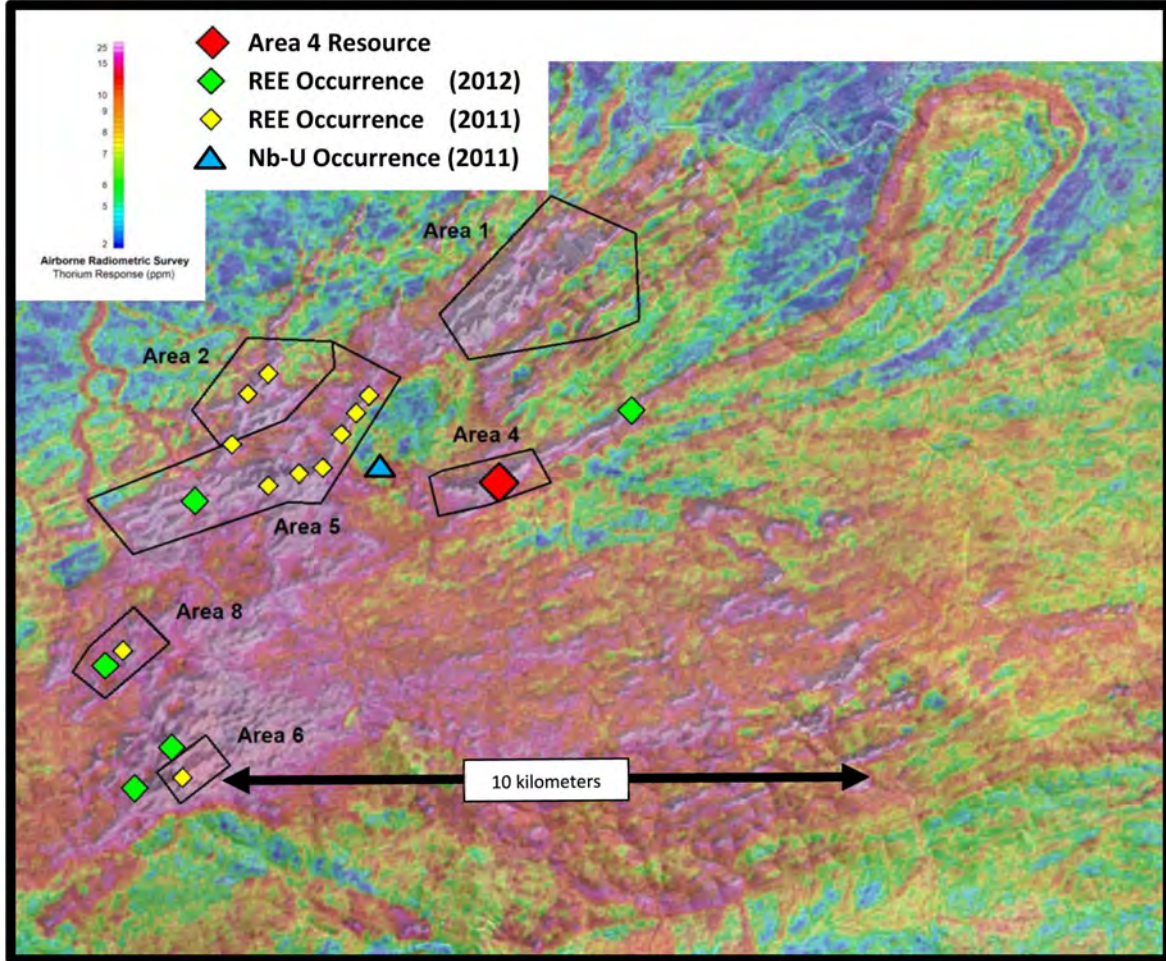 25
15
10
9
8
7
6
5
2
Airborne Radiometric Survey
Thorium Response (ppm)
Area 4 Resource
REE Occurrence (2012)
REE Occurrence (2011)
Nb-U Occurrence (2011)
Area 1
Area 2
Area 4
Area 5
Area 8
Area 6
10 kilometers